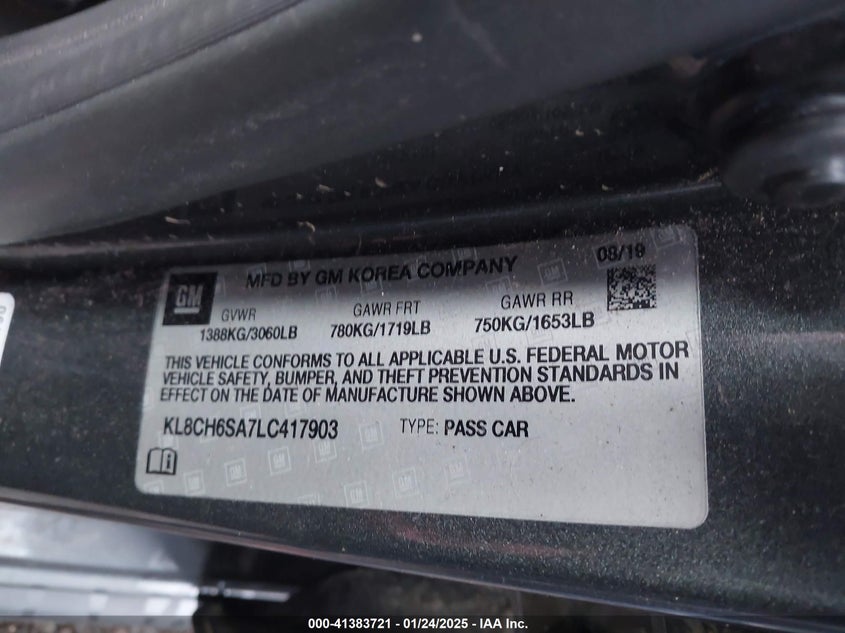 GM
MFD BY GM KOREA COMPANY
08/19
GVWR GAWR FRT GAWR RR
1388KG/3060LB 780KG/1719LB 750KG/1653LB
THIS VEHICLE CONFORMS TO ALL APPLICABLE U.S. FEDERAL MOTOR
VEHICLE SAFETY, BUMPER, AND THEFT PREVENTION STANDARDS IN
EFFECT ON THE DATE OF MANUFACTURE SHOWN ABOVE.
KL8CH6SA7LC417903 TYPE: PASS CAR
000-41383721 - 01/24/2025 - IAA Inc.